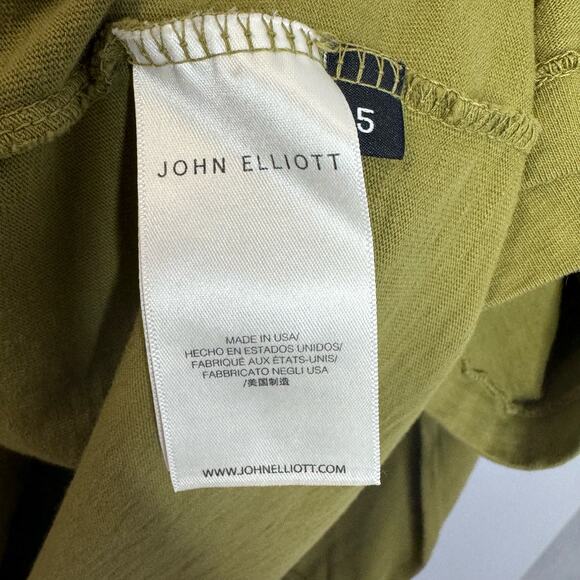 5
JOHN ELLIOTT
MADE IN USA/
HECHO EN ESTADOS UNIDOS/
FABRIQUÉ AUX ÉTATS-UNIS/
FABBRICATO NEGLI USA
/美国制造
WWW.JOHNELLIOTT.COM